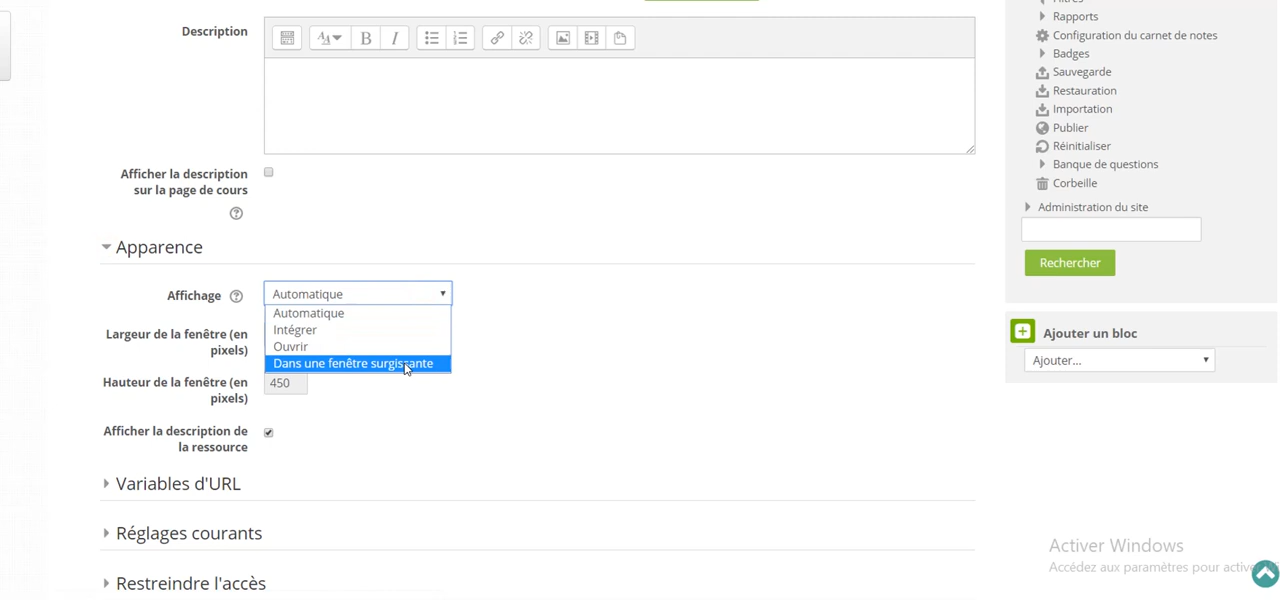 Description
Afficher la description
sur la page de cours
Apparence
Affichage
Automatique
Automatique
Intégrer
Ouvrir
Dans une fenêtre surgissante
Largeur de la fenêtre (en
pixels)
Hauteur de la fenêtre (en
pixels)
450
Afficher la description de
la ressource
Variables d'URL
Réglages courants
Restreindre l'accès
Rapports
Configuration du carnet de notes
Badges
Sauvegarde
Restauration
Importation
Publier
Réinitialiser
Banque de questions
Corbeille
Administration du site
Rechercher
Ajouter un bloc
Ajouter...
Activer Windows
Accédez aux paramètres pour activer